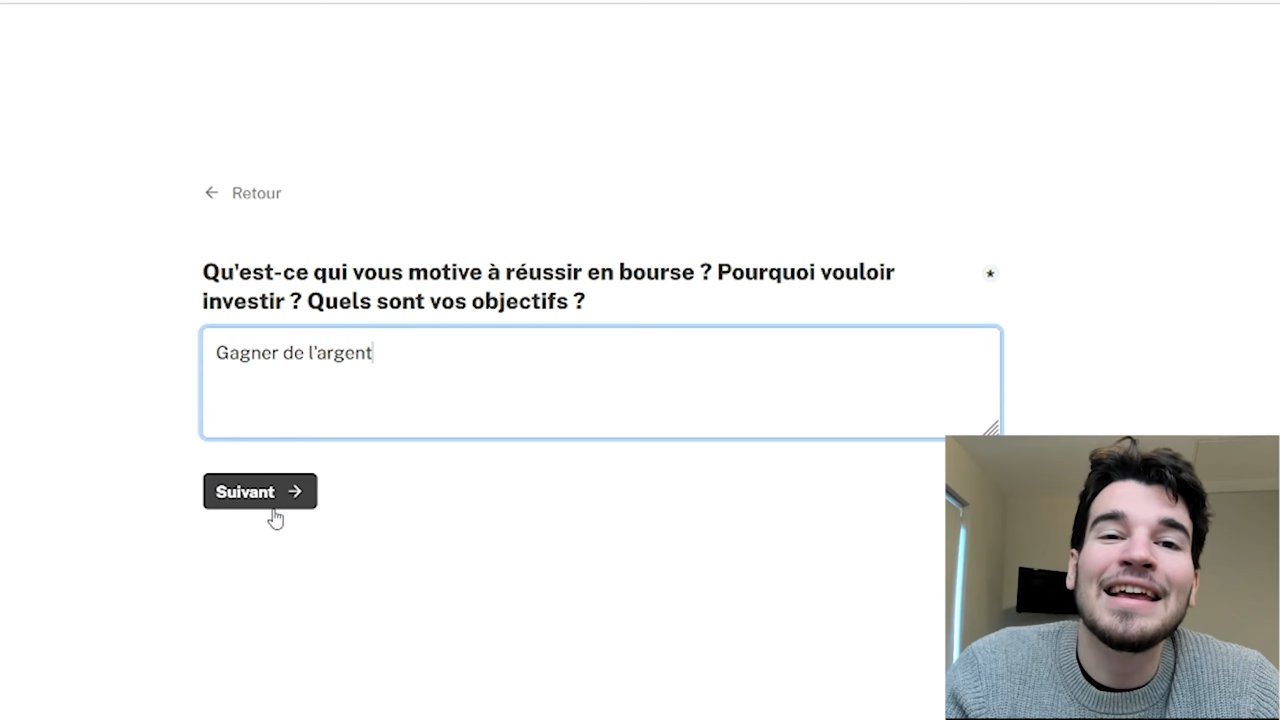 Retour
Qu'est-ce qui vous motive à réussir en bourse ? Pourquoi vouloir
investir ? Quels sont vos objectifs ?
Gagner de l'argent
Suivant